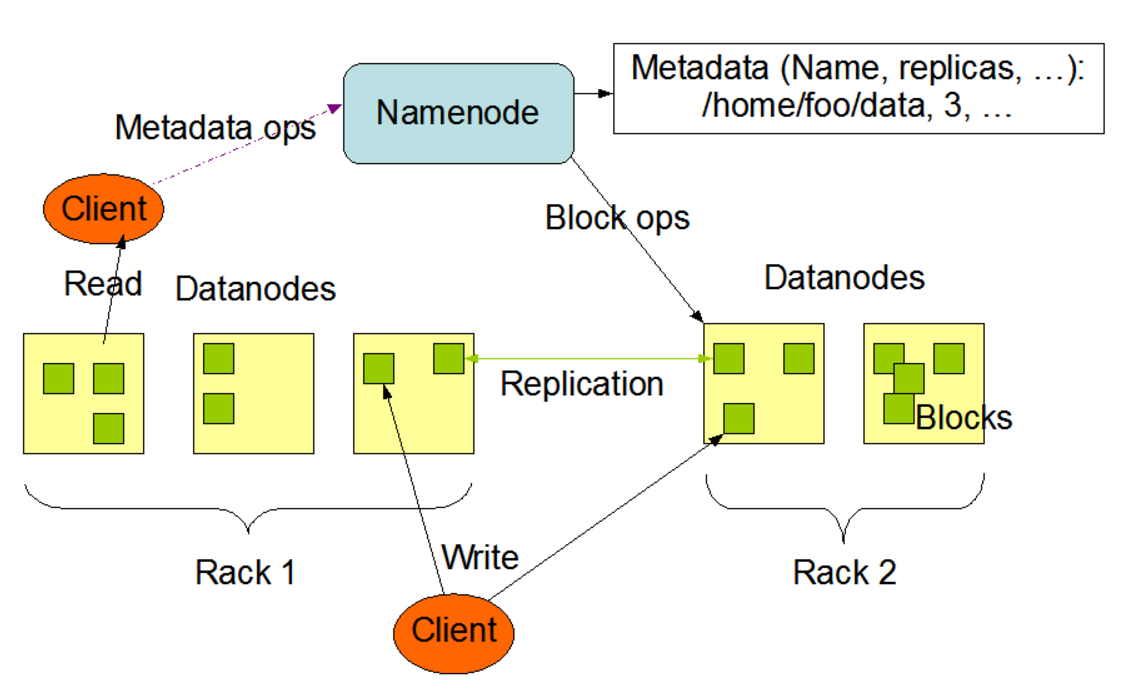 Metadata (Name, replicas, …):
/home/foo/data, 3, …
Namenode
Metadata ops
Client
Block ops
Read
Datanodes
Datanodes
Replication
Blocks
Write
Rack 1
Rack 2
Client